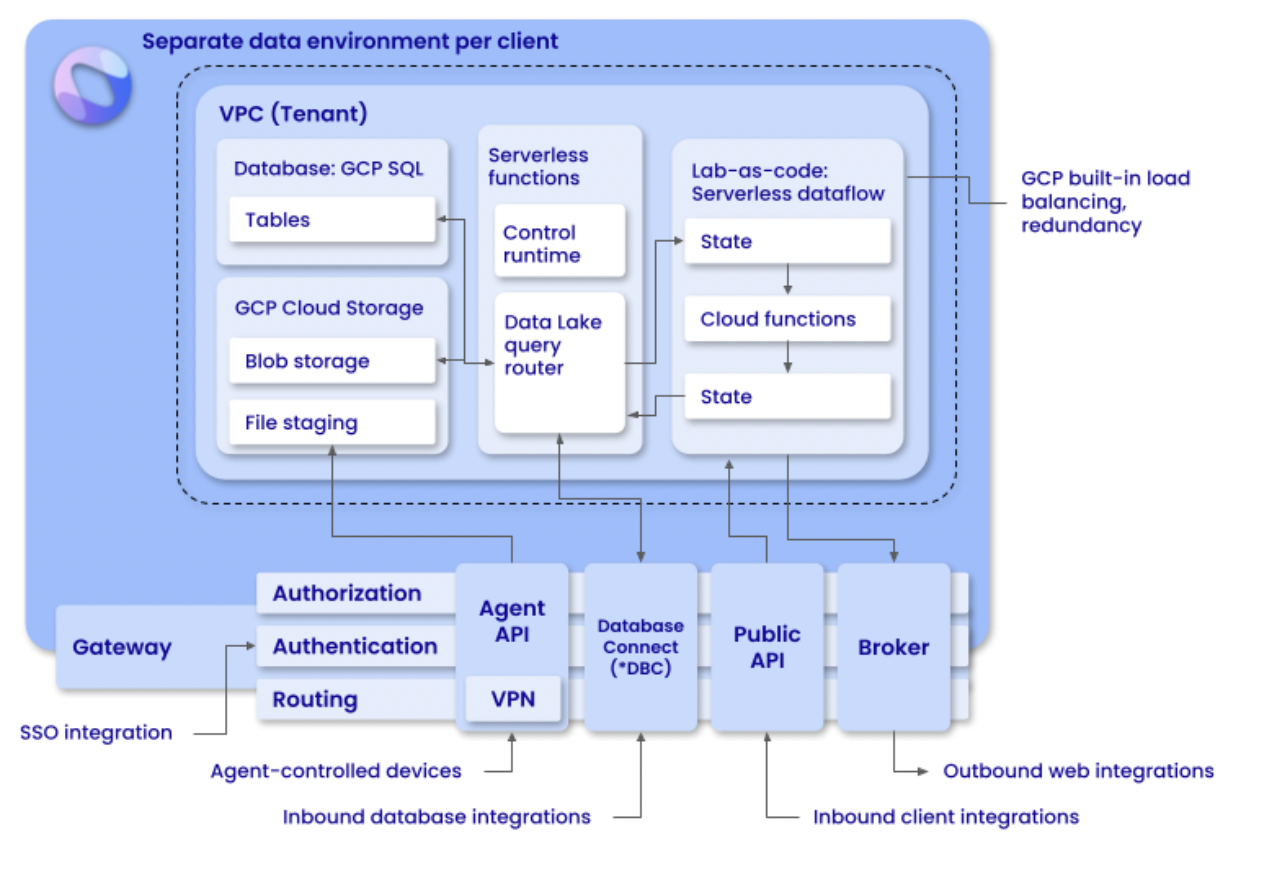 Separate data environment per client
VPC (Tenant)
Database: GCP SQL
Tables
GCP Cloud Storage
Blob storage
File staging
Serverless
functions
Control
runtime
Data Lake
query
router
Lab-as-code:
Serverless dataflow
State
Cloud functions
State
GCP built-in load
balancing,
redundancy
Gateway
Authorization
Authentication
Routing
Agent
API
VPN
Database
Connect
(*DBC)
Public
API
Broker
SSO integration
Agent-controlled devices
Outbound web integrations
Inbound database integrations
Inbound client integrations